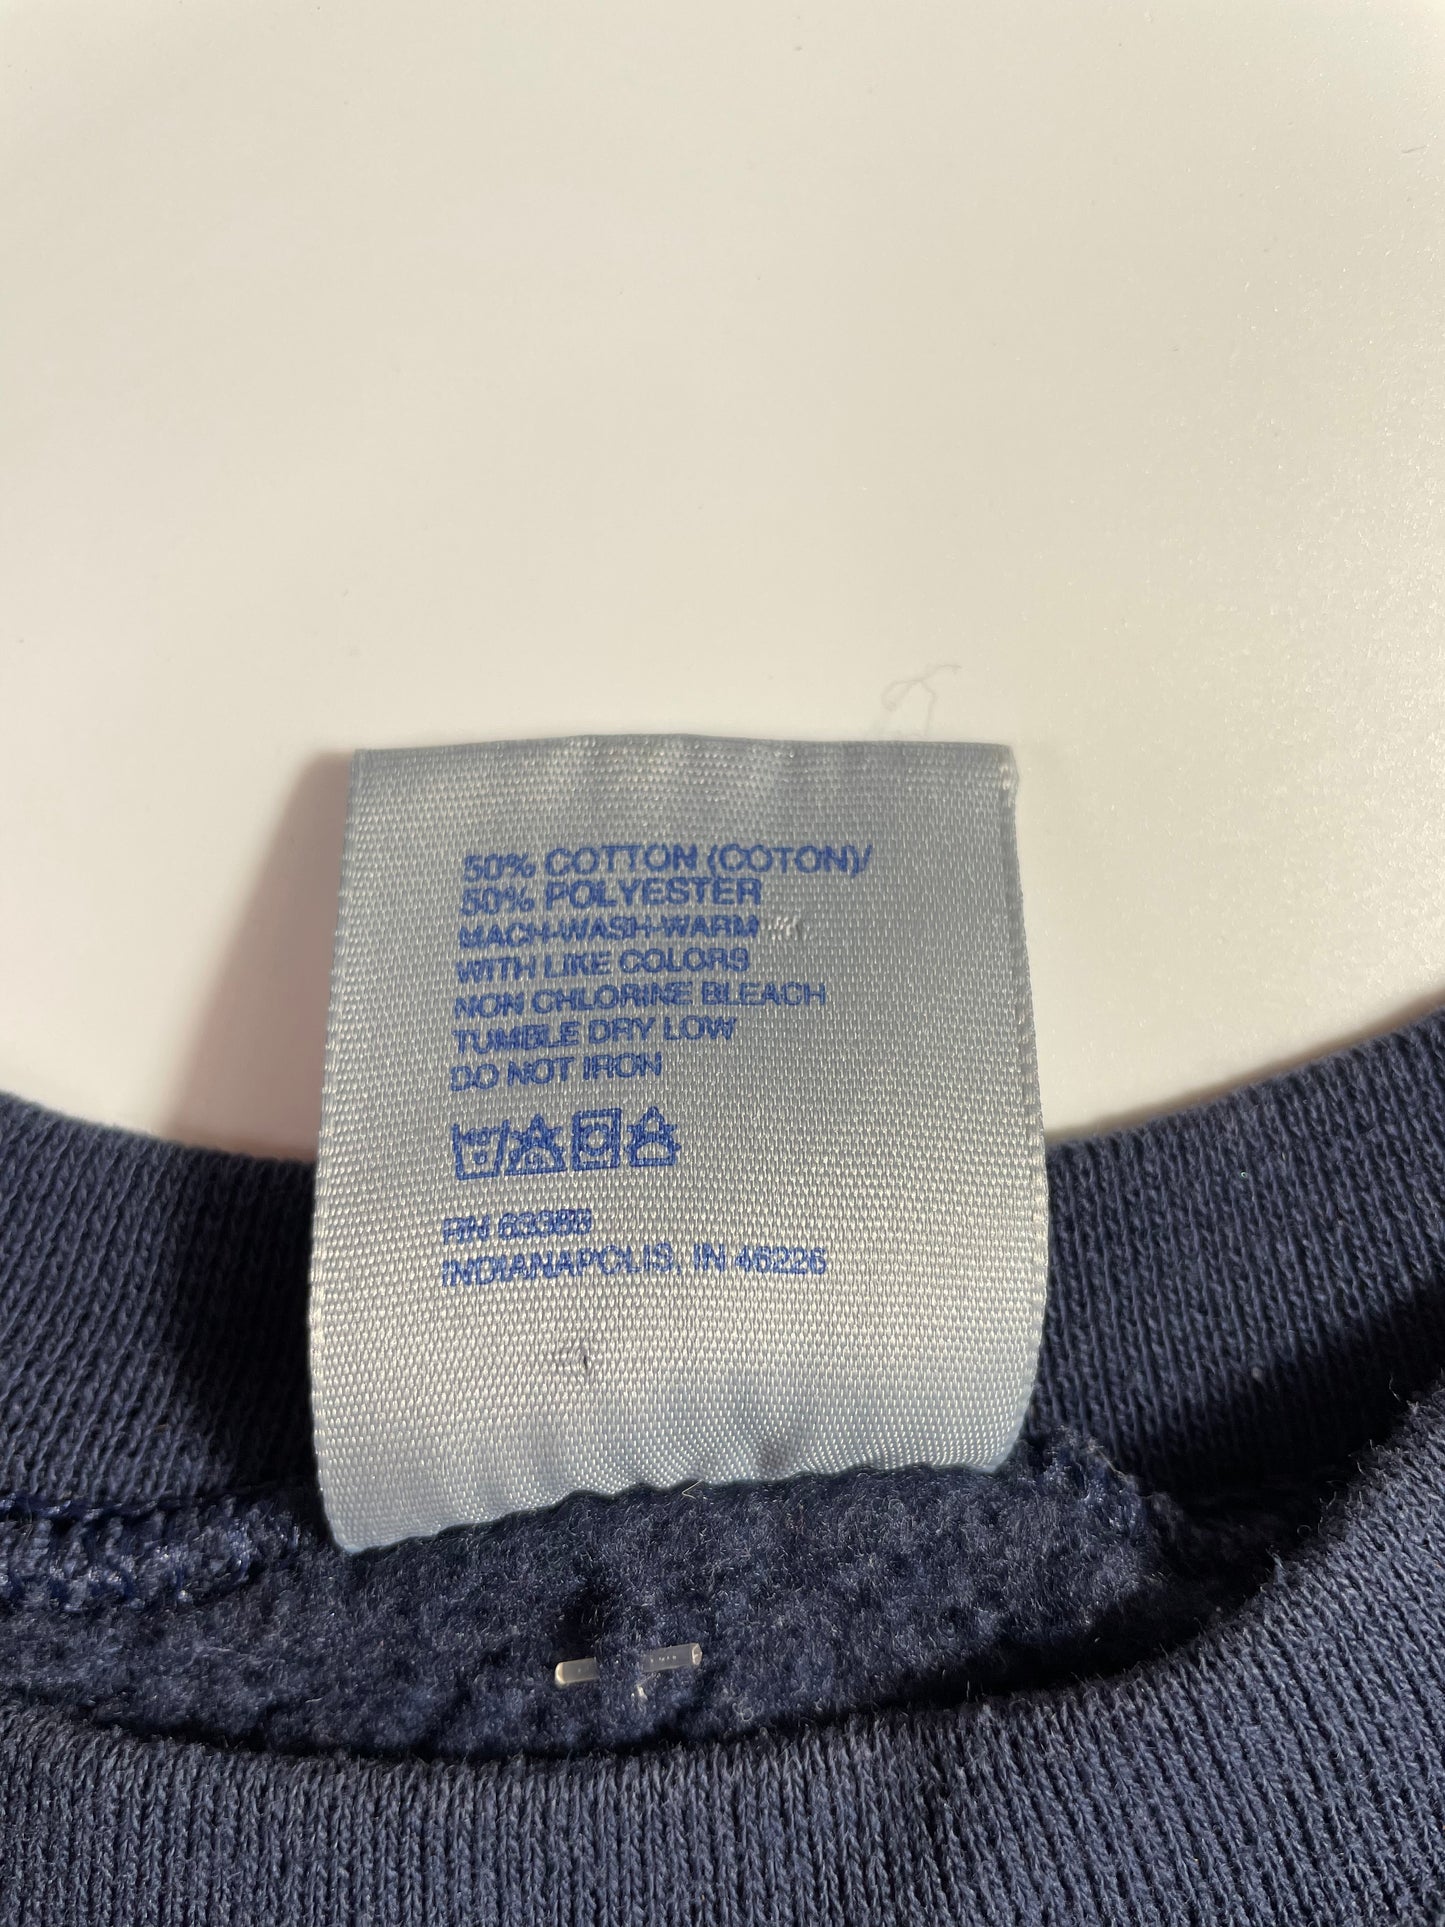 50% COTTON (COTON)/
50% POLYESTER
MACH-WASH-WARM
WITH LIKE COLORS
NON CHLORINE BLEACH
TUMBLE DRY LOW
DO NOT IRON
RN
INDIANAPOLIS, IN 46226